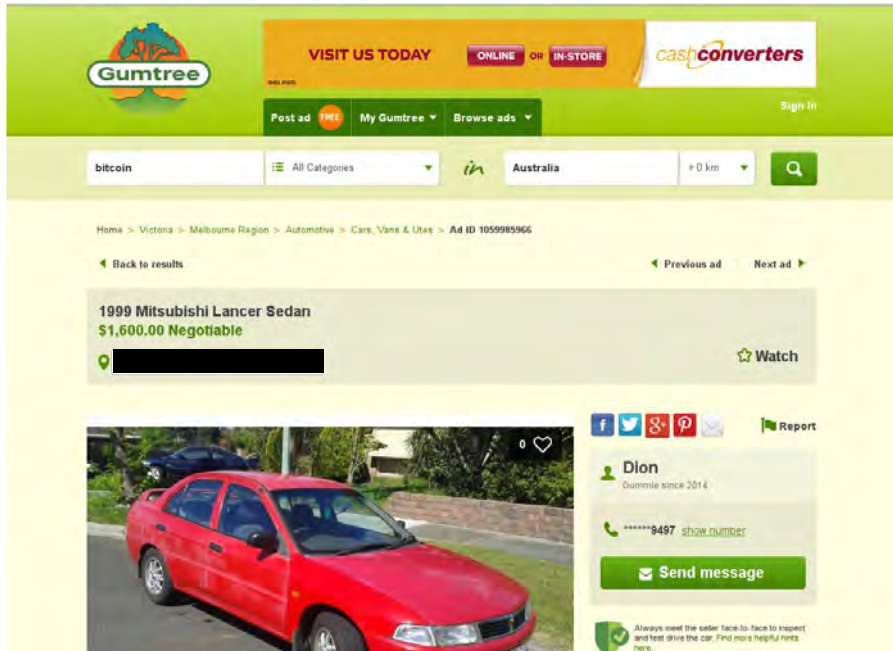 Gumtree
VISIT US TODAY ONLINE OR IN-STORE cashconverters
Post ad FREE My Gumtree Browse ads
Sign In
bitcoin All Categories in Australia +0 km
Home > Victoria > Melbourne Region > Automotive > Cars, Vans & Utes > Ad ID 1059985966
Back to results Previous ad Next ad
1999 Mitsubishi Lancer Sedan
$1,600.00 Negotiable
Watch
0
Report
Dion
Gummie since 2014
******9497 show number
Send message
Always meet the seller face-to-face to inspect
and test drive the car. Find more helpful hints
here.